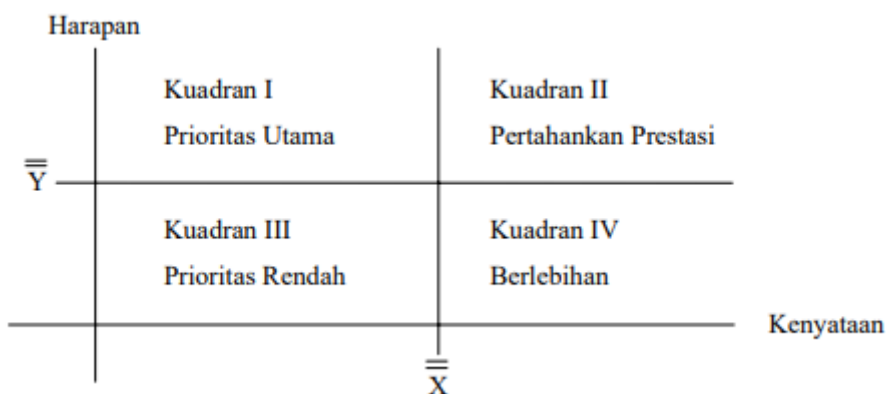 Harapan
Kuadran I
Prioritas Utama
Kuadran II
Pertahankan Prestasi
Y
Kuadran III
Prioritas Rendah
Kuadran IV
Berlebihan
Kenyataan
X